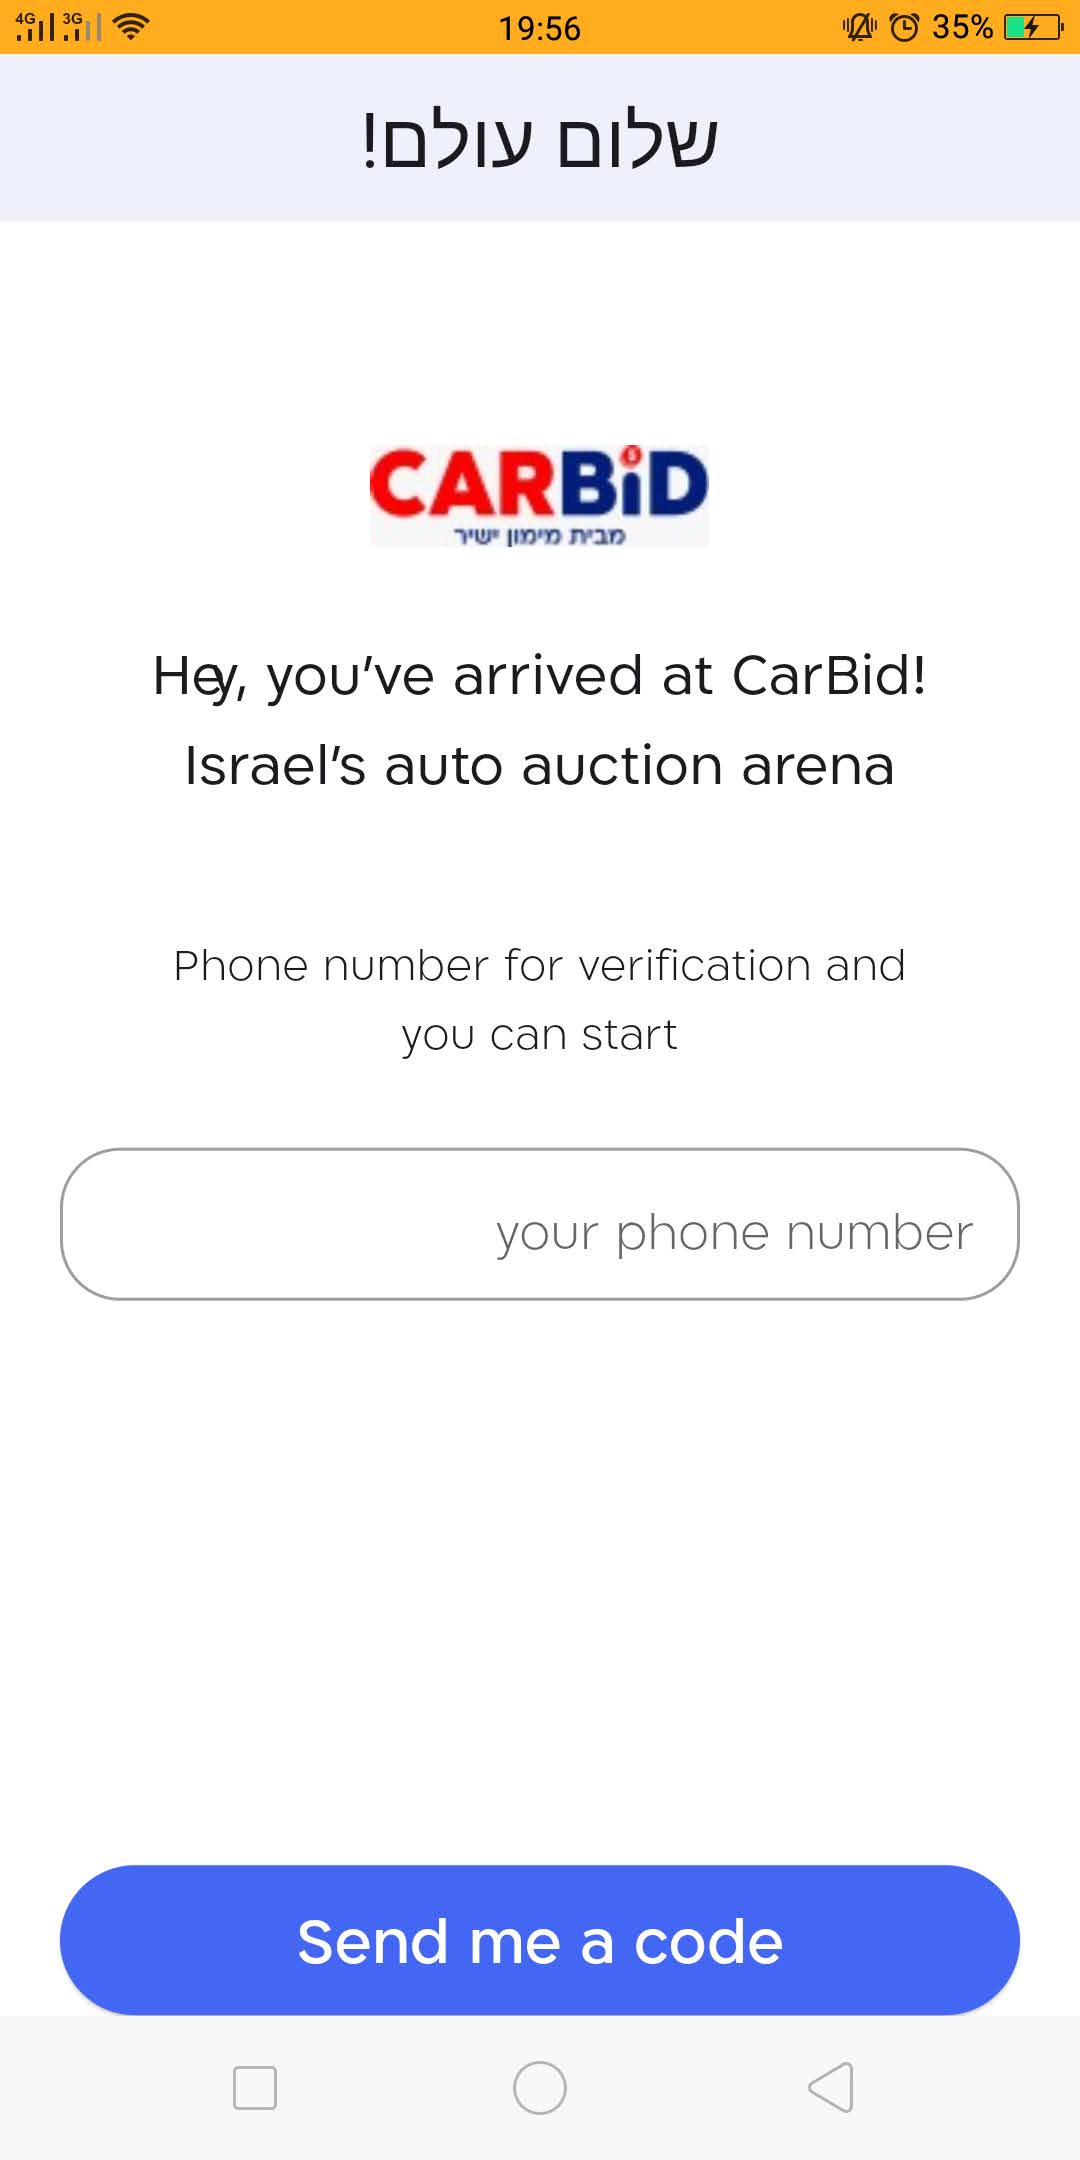 4G 3G 19:56 35%
שלום עולם!
CARBiD
מבית מימון ישיר
Hey, you've arrived at CarBid!
Israel's auto auction arena
Phone number for verification and
you can start
your phone number
Send me a code